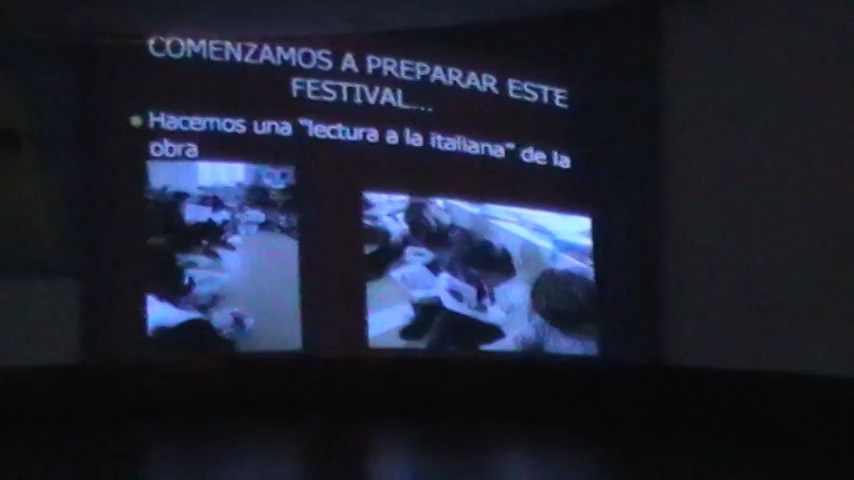 COMENZAMOS A PREPARAR ESTE
FESTIVAL...
Hacemos una "lectura a la italiana" de la
obra